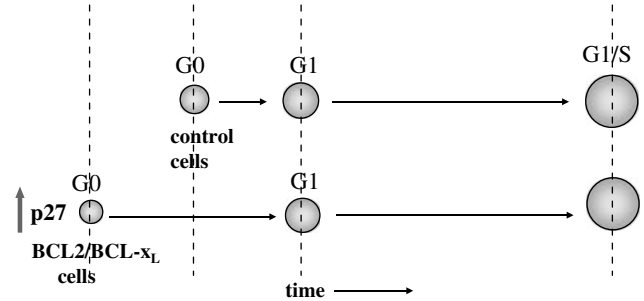 G0 G1 G1/S
control
cells
G0 G1
p27
BCL2/BCL-xL
cells
time